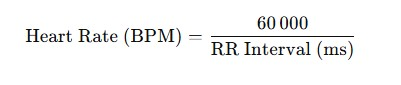 Heart Rate (BPM) = 60 000 / RR Interval (ms)